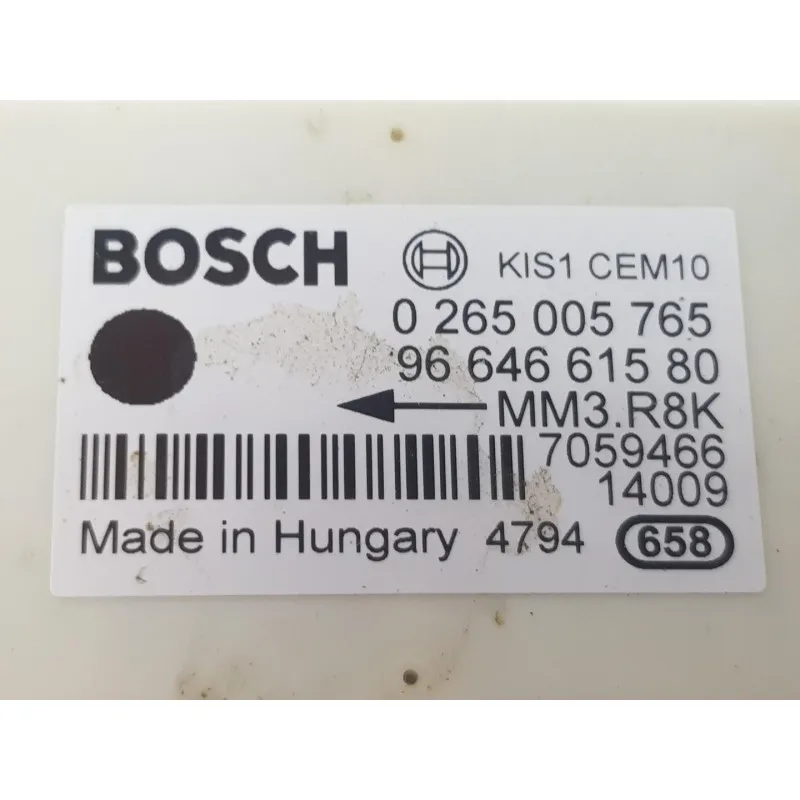 BOSCH KIS1 CEM10
0 265 005 765
96 646 615 80
MM3.R8K
7059466
14009
Made in Hungary 4794 658